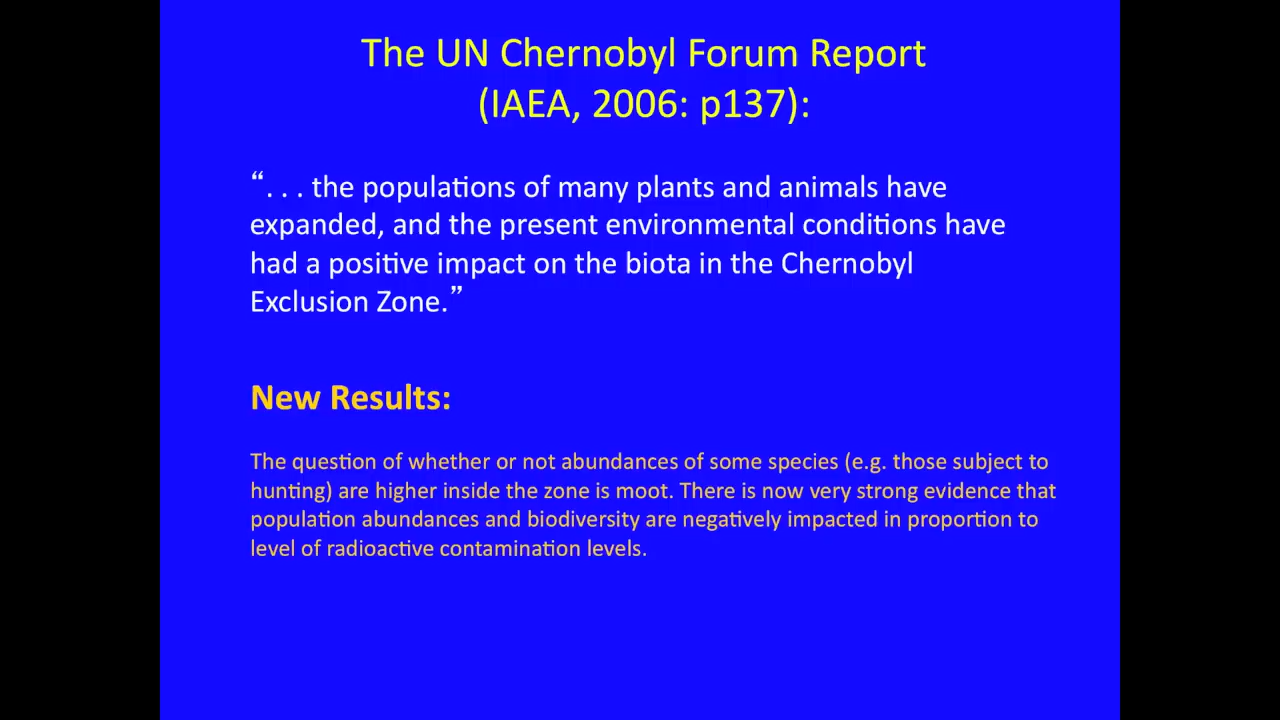 The UN Chernobyl Forum Report
(IAEA, 2006: p137):
“. . . the populations of many plants and animals have
expanded, and the present environmental conditions have
had a positive impact on the biota in the Chernobyl
Exclusion Zone.”
New Results:
The question of whether or not abundances of some species (e.g. those subject to
hunting) are higher inside the zone is moot. There is now very strong evidence that
population abundances and biodiversity are negatively impacted in proportion to
level of radioactive contamination levels.